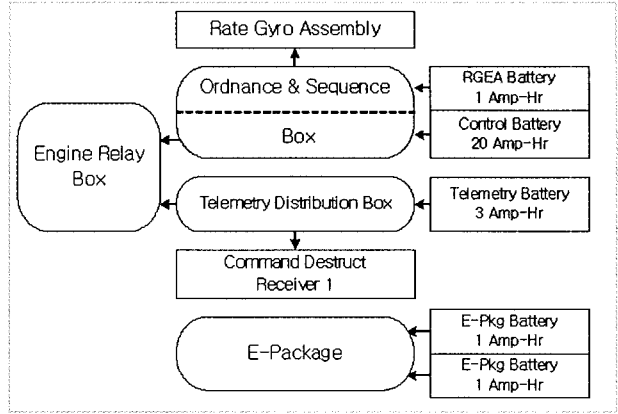 Rate Gyro Assembly
Ordnance & Sequence
Box
RGEA Battery
1 Amp-Hr
Control Battery
20 Amp-Hr
Engine Relay
Box
Telemetry Distribution Box
Telemetry Battery
3 Amp-Hr
Command Destruct
Receiver 1
E-Package
E-Pkg Battery
1 Amp-Hr
E-Pkg Battery
1 Amp-Hr